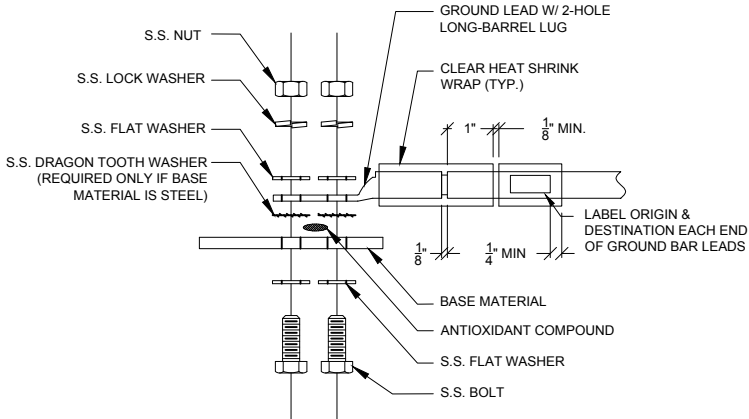 S.S. NUT
S.S. LOCK WASHER
S.S. FLAT WASHER
S.S. DRAGON TOOTH WASHER
(REQUIRED ONLY IF BASE
MATERIAL IS STEEL)
GROUND LEAD W/ 2-HOLE
LONG-BARREL LUG
CLEAR HEAT SHRINK
WRAP (TYP.)
1"
1/8" MIN.
1/8"
1/4" MIN
LABEL ORIGIN &
DESTINATION EACH END
OF GROUND BAR LEADS
BASE MATERIAL
ANTIOXIDANT COMPOUND
S.S. FLAT WASHER
S.S. BOLT